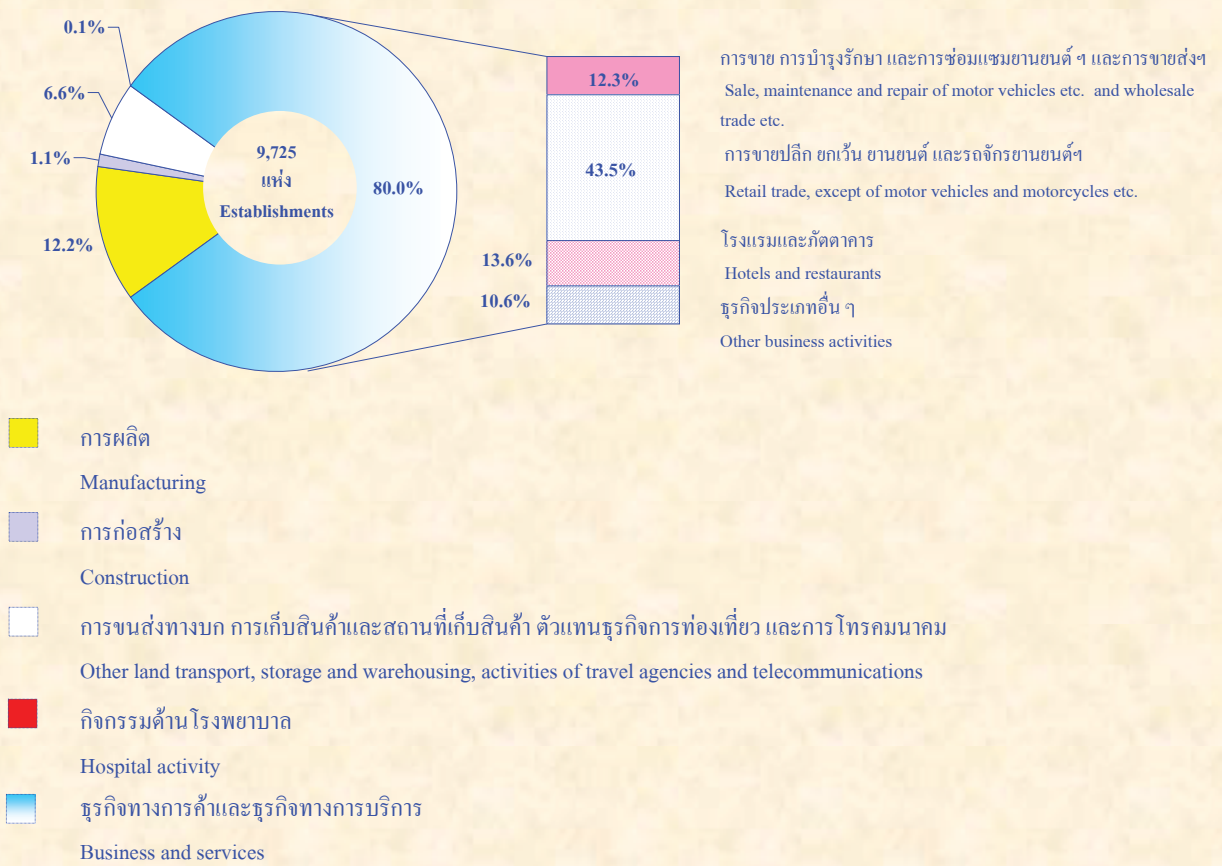 0.1%
6.6%
1.1%
12.2%
9,725
แห่ง
Establishments
80.0%
12.3%
43.5%
13.6%
10.6%
การขาย การบำรุงรักษา และการซ่อมแซมยานยนต์ ฯ และการขายส่งฯ
Sale, maintenance and repair of motor vehicles etc. and wholesale
trade etc.
การขายปลีก ยกเว้น ยานยนต์ และรถจักรยานยนต์ฯ
Retail trade, except of motor vehicles and motorcycles etc.
โรงแรมและภัตตาคาร
Hotels and restaurants
ธุรกิจประเภทอื่น ๆ
Other business activities
การผลิต
Manufacturing
การก่อสร้าง
Construction
การขนส่งทางบก การเก็บสินค้าและสถานที่เก็บสินค้า ตัวแทนธุรกิจการท่องเที่ยว และการโทรคมนาคม
Other land transport, storage and warehousing, activities of travel agencies and telecommunications
กิจกรรมด้านโรงพยาบาล
Hospital activity
ธุรกิจทางการค้าและธุรกิจทางการบริการ
Business and services